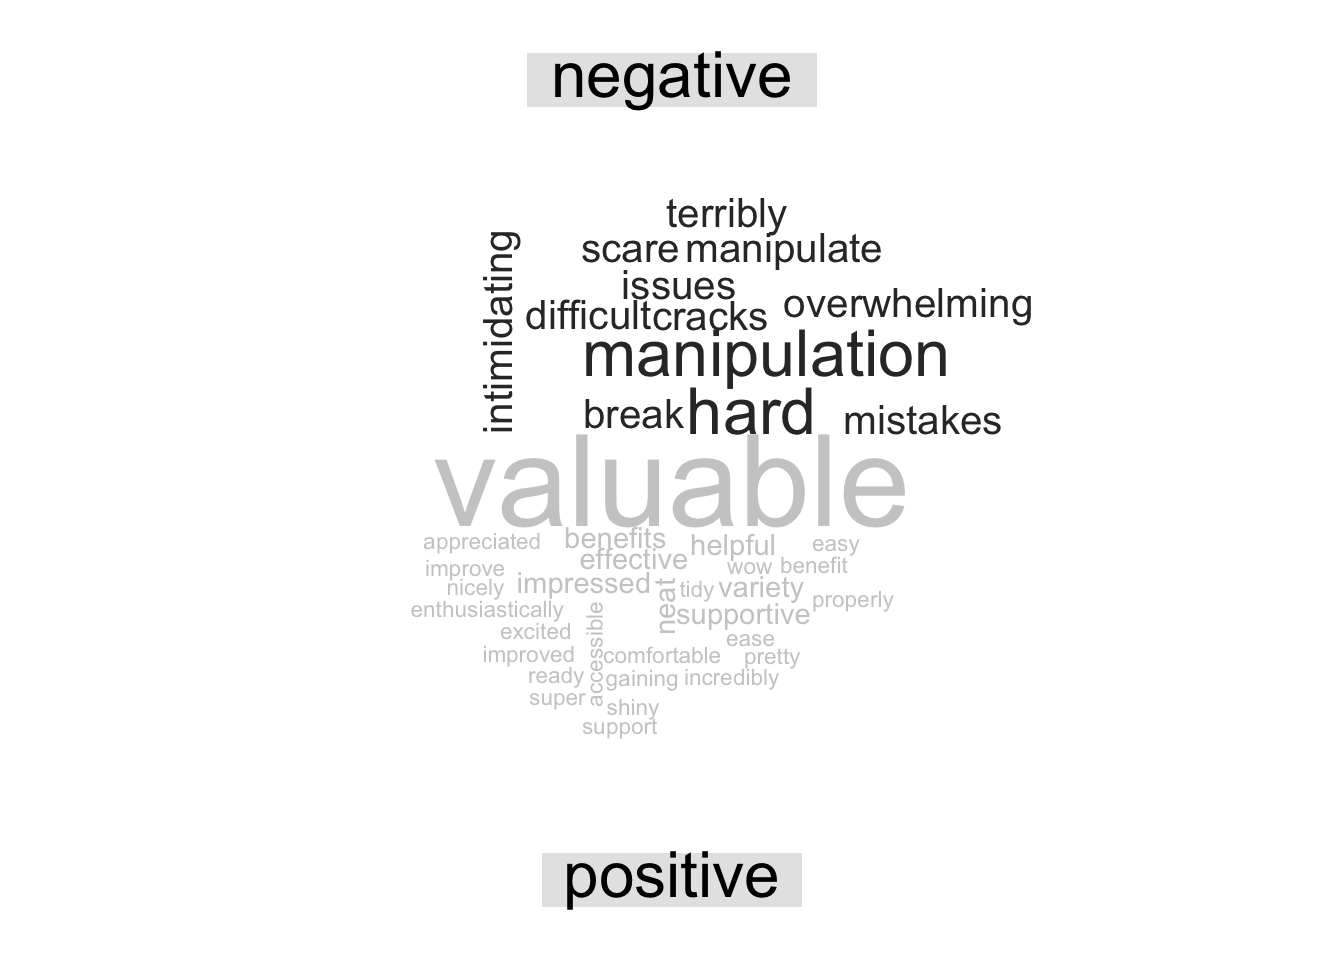 negative
terribly
scare manipulate
intimidating
issues
overwhelming
difficult cracks
manipulation
break hard mistakes
valuable
appreciated benefits helpful easy
effective
improve wow benefit
nicely impressed neat tidy variety
properly
enthusiastically supportive
excited accessible ease
improved comfortable pretty
ready gaining incredibly
super
shiny
support
positive